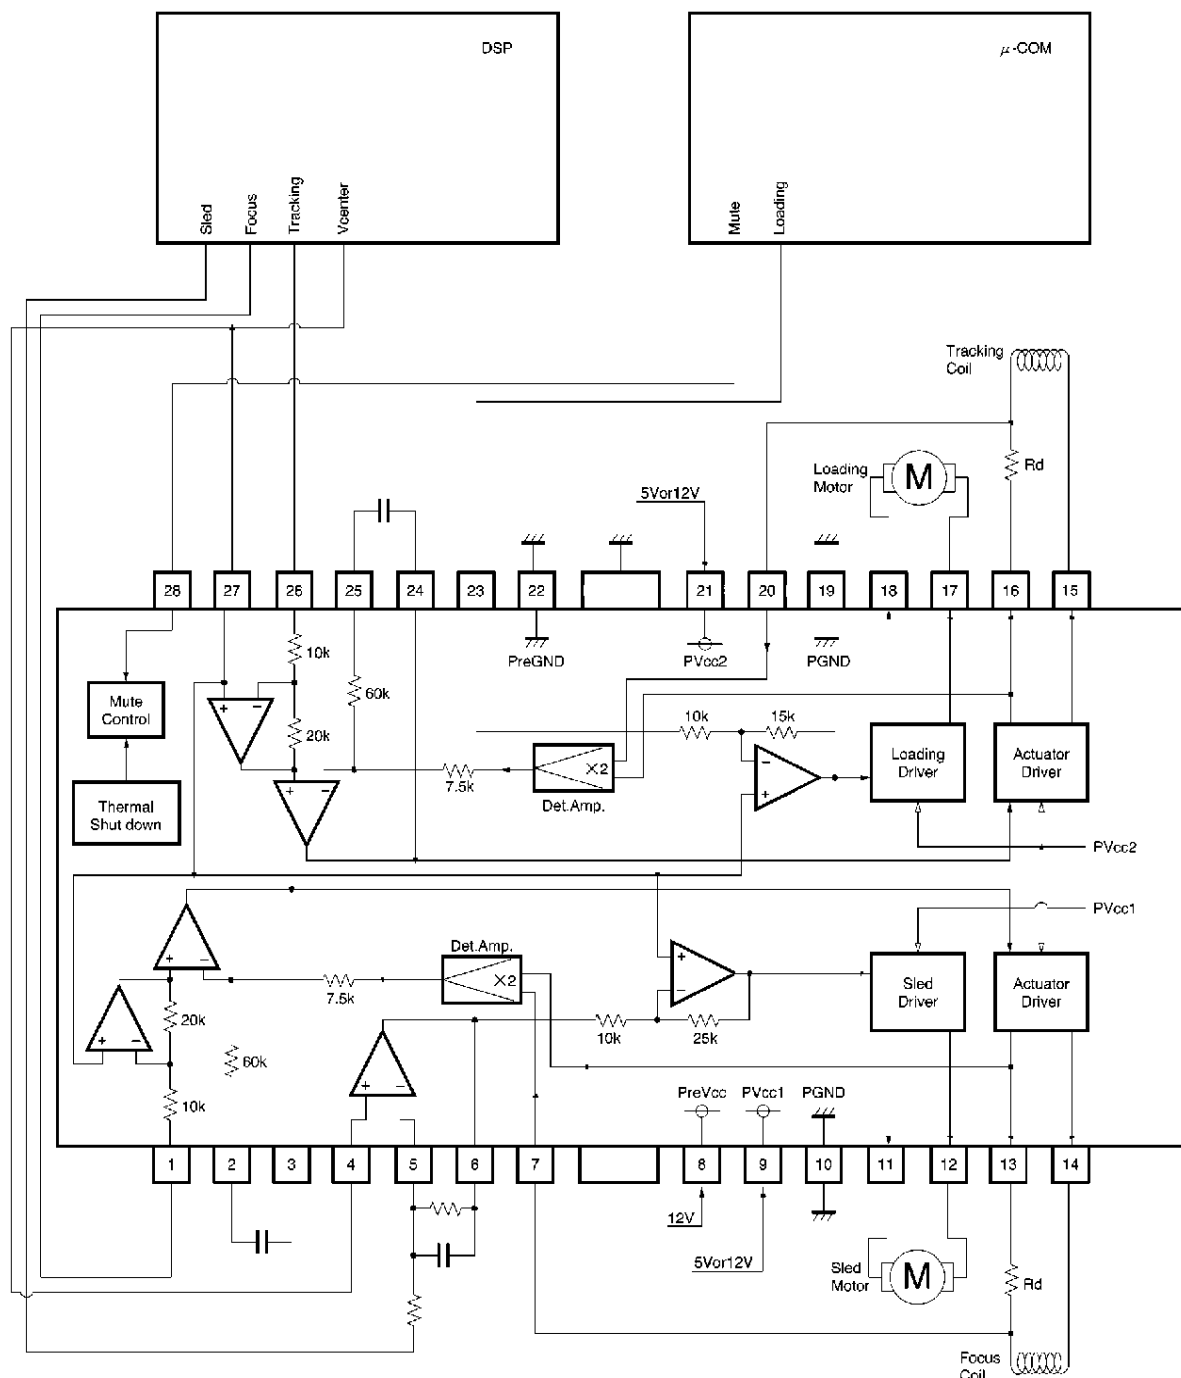 DSP
μ-COM
Sled
Focus
Tracking
Vcenter
Mute
Loading
Tracking
Coil
Rd
Loading
Motor
M
5Vor12V
28
27
26
25
24
23
22
21
20
19
18
17
16
15
10k
PreGND
PVcc2
PGND
Mute
Control
60k
20k
10k
15k
Loading
Driver
Actuator
Driver
×2
7.5k
Det.Amp.
Thermal
Shut down
PVcc2
PVcc1
Det.Amp.
×2
7.5k
Sled
Driver
Actuator
Driver
20k
60k
10k
25k
10k
PreVcc
PVcc1
PGND
1
2
3
4
5
6
7
8
9
10
11
12
13
14
12V
5Vor12V
Sled
Motor
M
Rd
Focus
Coil